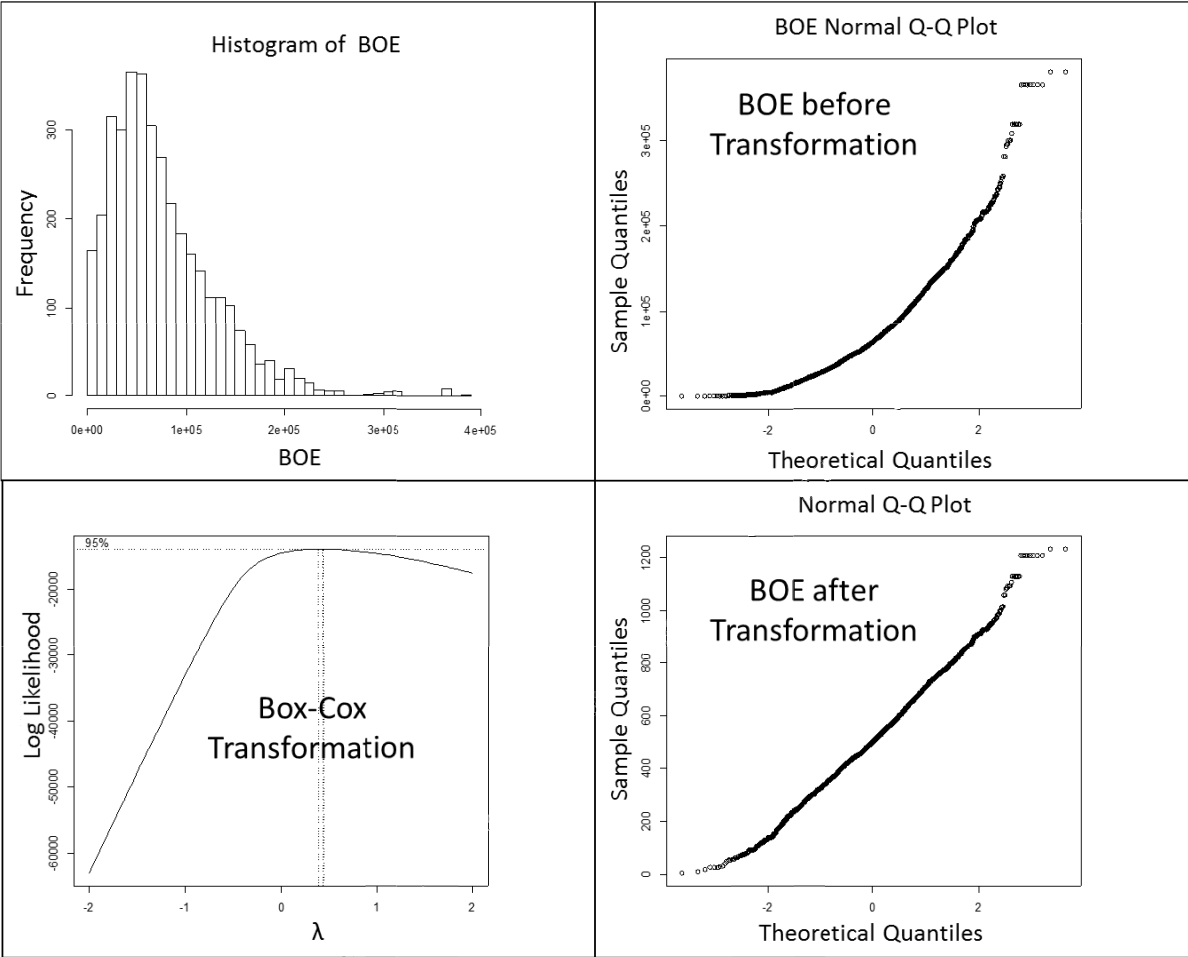 Histogram of BOE
Frequency
300
200
100
0
0e+00 1e+05 2e+05 3e+05 4e+05
BOE
BOE Normal Q-Q Plot
BOE before
Transformation
Sample Quantiles
3e+05
2e+05
1e+05
0e+00
-2 0 2
Theoretical Quantiles
95%
Log Likelihood
-20000
-30000
-40000
-50000
-60000
Box-Cox
Transformation
-2 -1 0 1 2
λ
Normal Q-Q Plot
BOE after
Transformation
Sample Quantiles
1200
1000
800
600
400
200
0
-2 0 2
Theoretical Quantiles